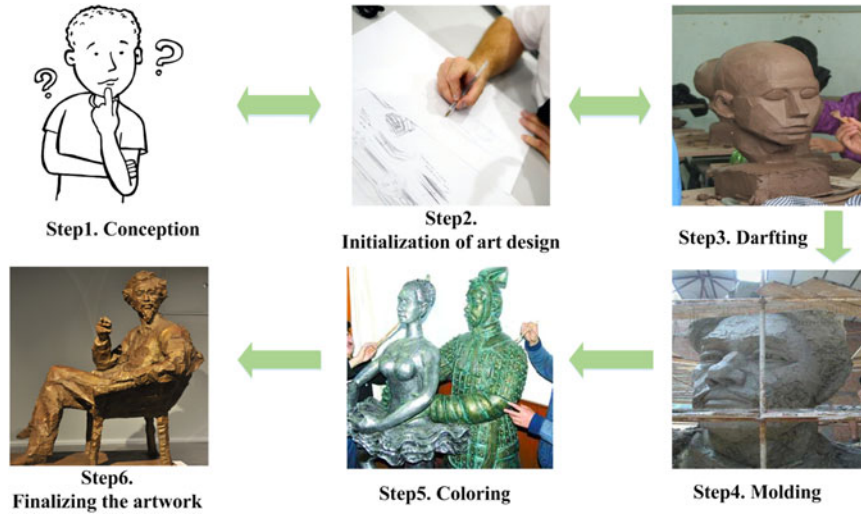 ?
?
Step1. Conception
Step2.
Initialization of art design
Step3. Darfting
Step4. Molding
Step5. Coloring
Step6.
Finalizing the artwork